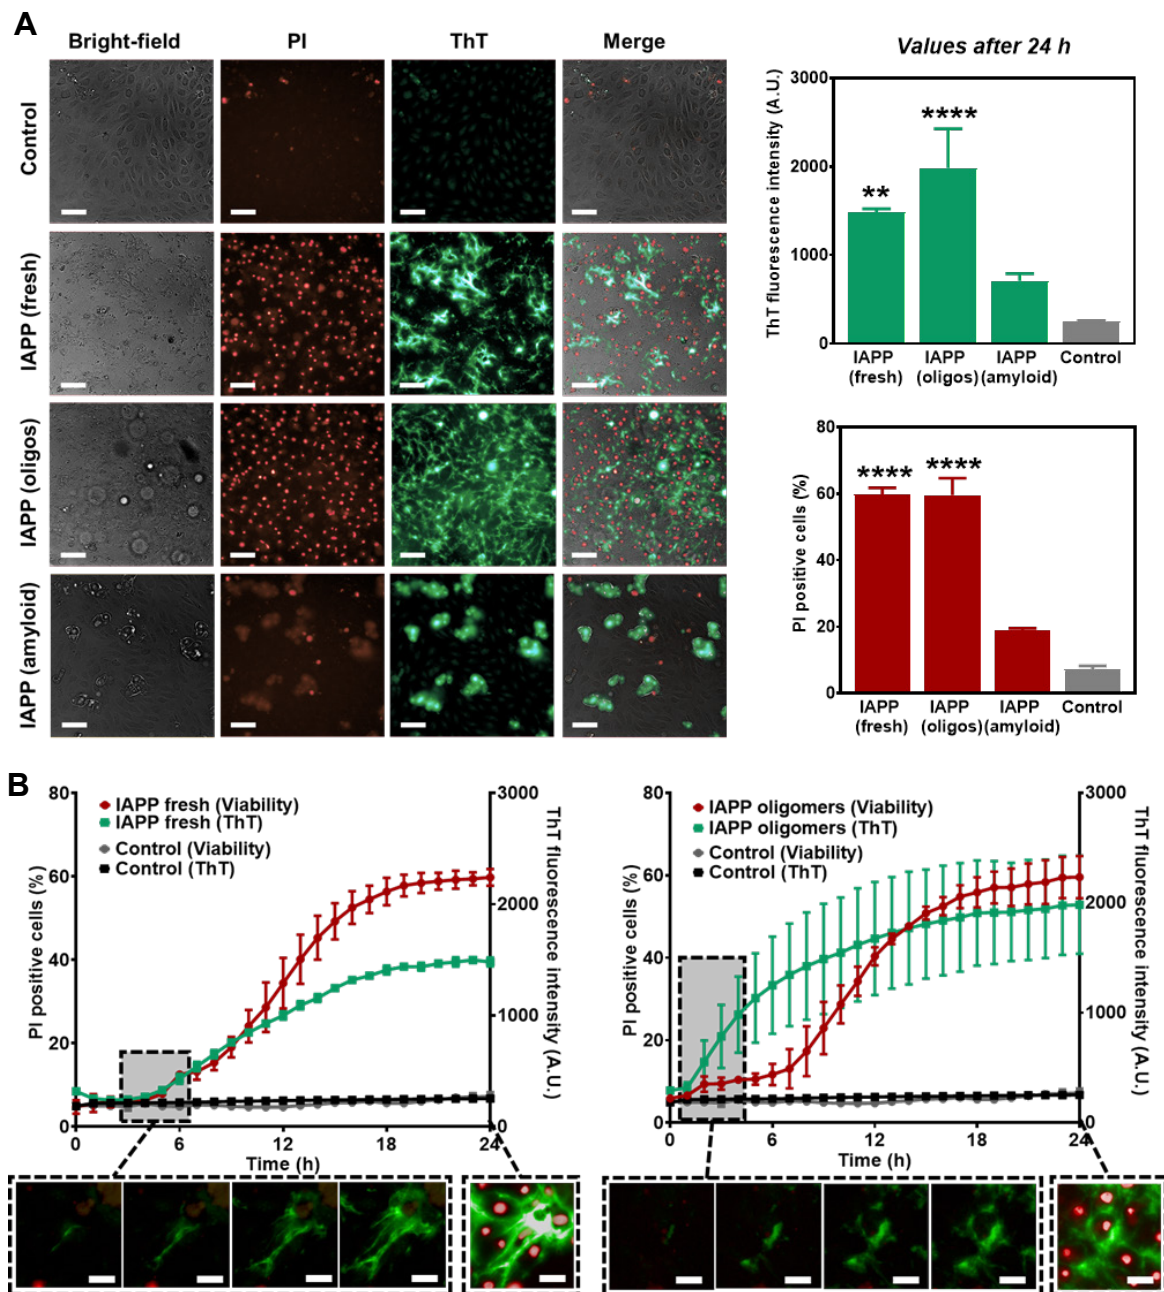 A
Bright-field
PI
ThT
Merge
Control
IAPP (fresh)
IAPP (oligos)
IAPP (amyloid)
Values after 24 h
ThT fluorescence intensity (A.U.)
3000
2000
1000
0
**
****
IAPP (fresh)
IAPP (oligos)
IAPP (amyloid)
Control
PI positive cells (%)
80
60
40
20
0
****
****
IAPP (fresh)
IAPP (oligos)
IAPP (amyloid)
Control
B
PI positive cells (%)
80
60
40
20
0
IAPP fresh (Viability)
IAPP fresh (ThT)
Control (Viability)
Control (ThT)
3000
2000
1000
0
ThT fluorescence intensity (A.U.)
0 6 12 18 24
Time (h)
PI positive cells (%)
80
60
40
20
0
IAPP oligomers (Viability)
IAPP oligomers (ThT)
Control (Viability)
Control (ThT)
3000
2000
1000
0
ThT fluorescence intensity (A.U.)
0 6 12 18 24
Time (h)